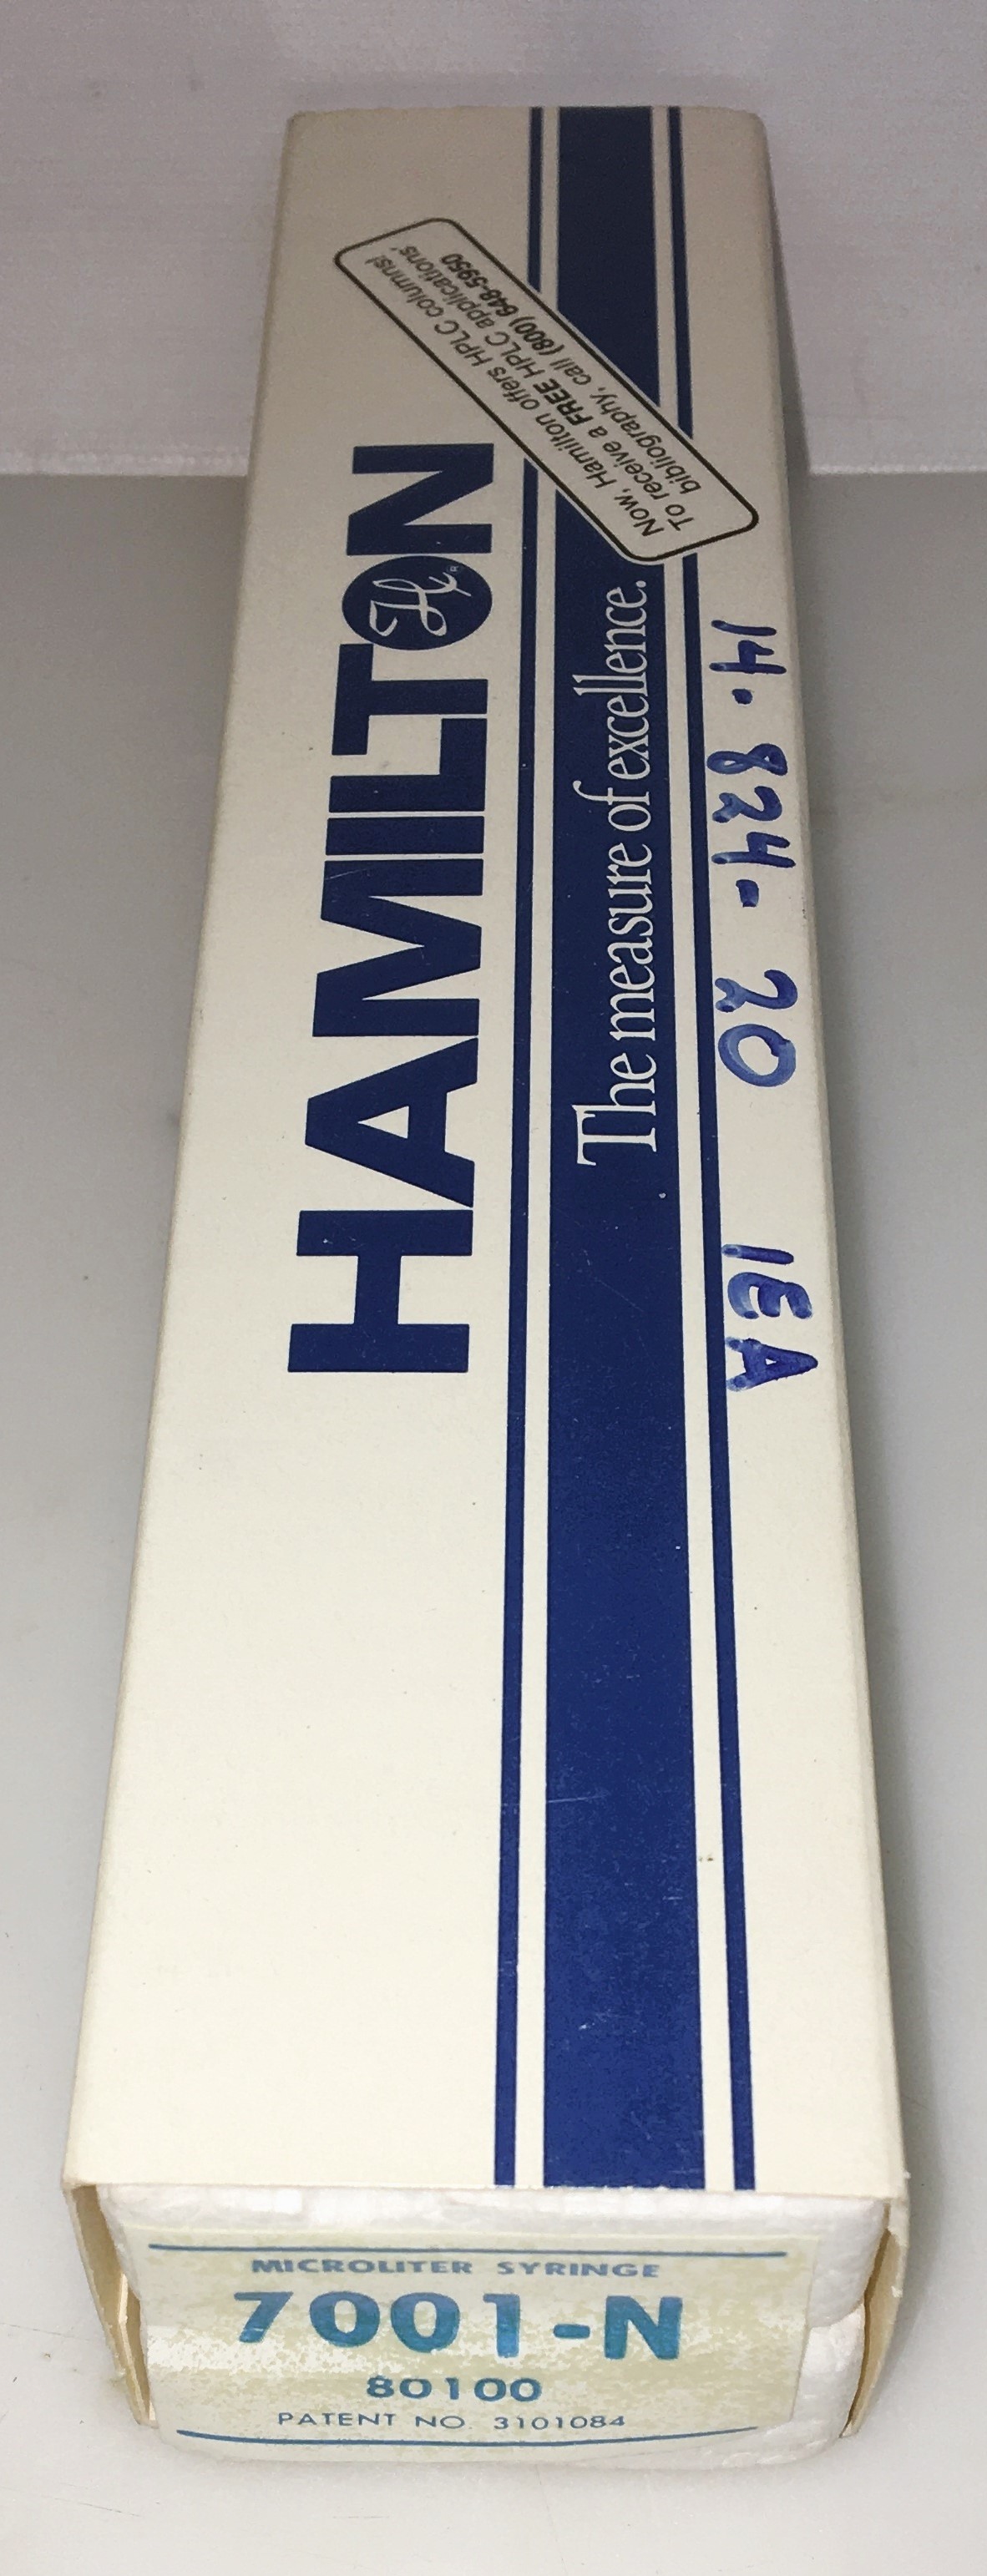 HAMILTON
The measure of excellence.
Now, Hamilton offers HPLC columns!
To receive a FREE HPLC applications'
bibliography, call (800) 648-5950
14. 824- 20 1EA
MICROLITER SYRINGE
7001-N
80100
PATENT NO. 3101084